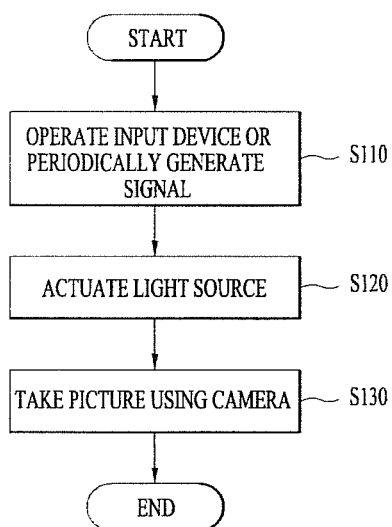 START
OPERATE INPUT DEVICE OR
PERIODICALLY GENERATE
SIGNAL
S110
ACTUATE LIGHT SOURCE
S120
TAKE PICTURE USING CAMERA
S130
END